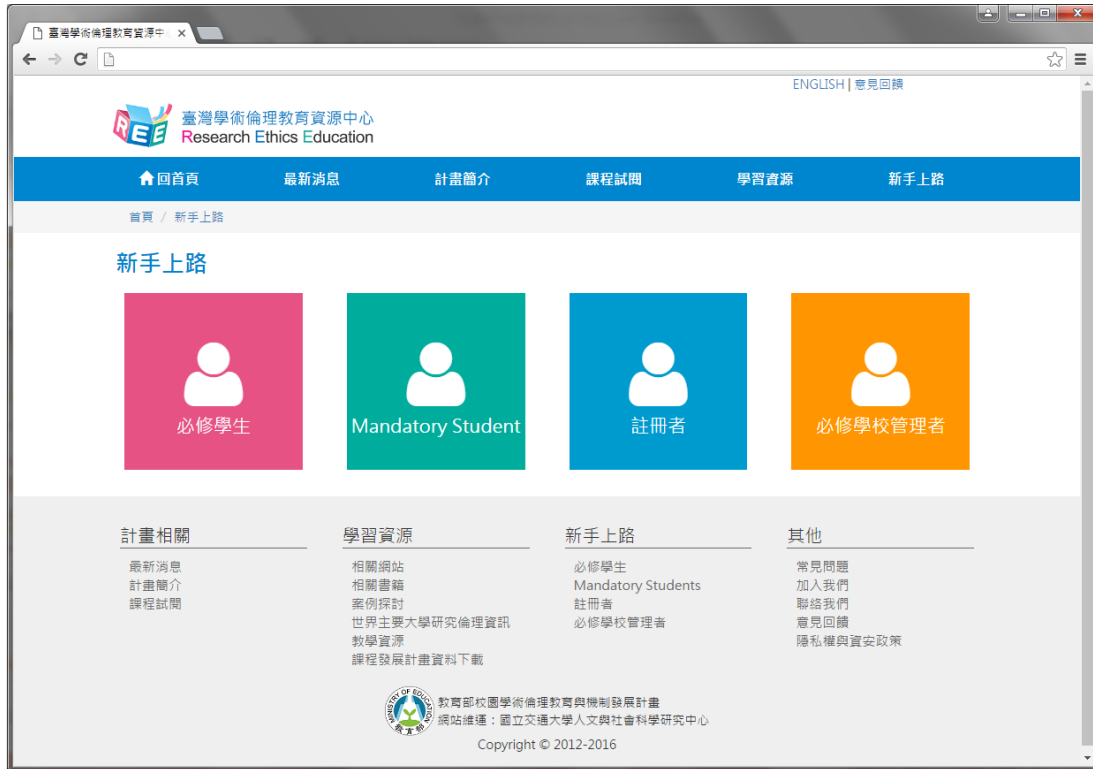 臺灣學術倫理教育資源中
ENGLISH | 意見回饋
REE
臺灣學術倫理教育資源中心
Research Ethics Education
回首頁 最新消息 計畫簡介 課程試閱 學習資源 新手上路
首頁 / 新手上路
新手上路
必修學生 Mandatory Student 註冊者 必修學校管理者
計畫相關
最新消息
計畫簡介
課程試閱
學習資源
相關網站
相關書籍
案例探討
世界主要大學研究倫理資訊
教學資源
課程發展計畫資料下載
新手上路
必修學生
Mandatory Students
註冊者
必修學校管理者
其他
常見問題
加入我們
聯絡我們
意見回饋
隱私權與資安政策
MINISTRY OF EDUCATION
教育部
教育部校園學術倫理教育與機制發展計畫
網站維運：國立交通大學人文與社會科學研究中心
Copyright © 2012-2016